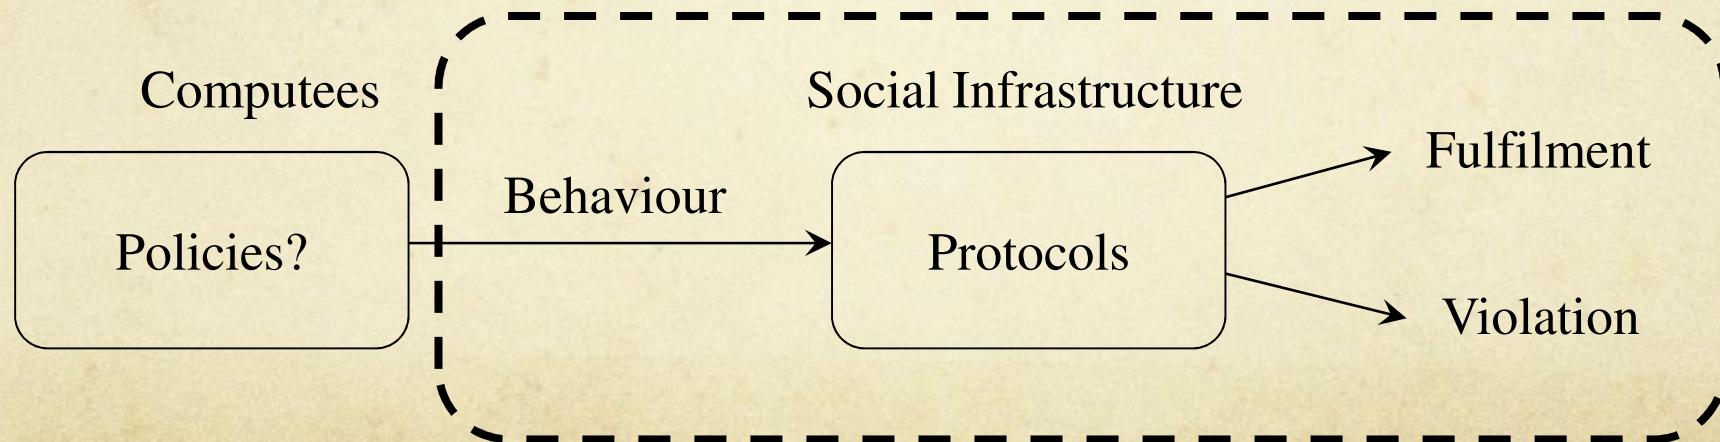 Computees
Social Infrastructure
Fulfilment
Behaviour
Policies?
Protocols
Violation